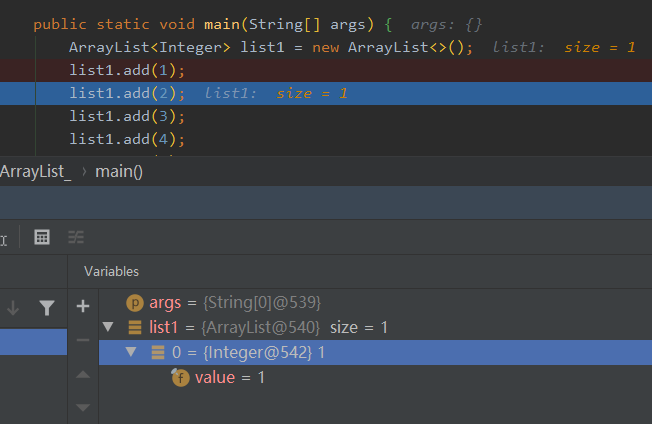 public static void main(String[] args) { args: {}
ArrayList<Integer> list1 = new ArrayList<>(); list1: size = 1
list1.add(1);
list1.add(2); list1: size = 1
list1.add(3);
list1.add(4);
ArrayList_ › main()
Variables
p args = {String[0]@539}
list1 = {ArrayList@540} size = 1
0 = {Integer@542} 1
f value = 1